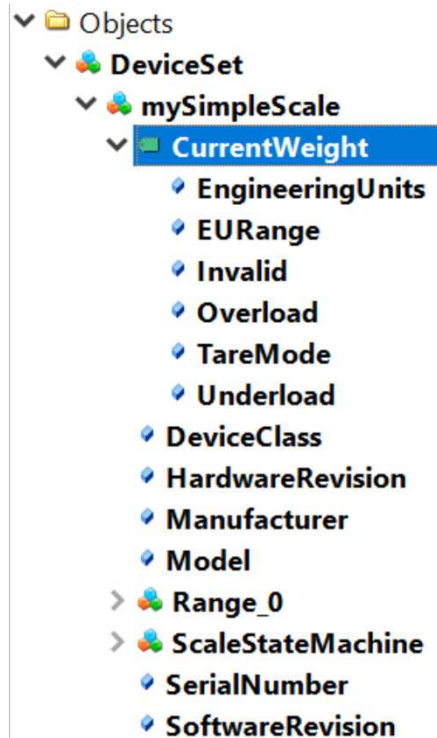 Objects
DeviceSet
mySimpleScale
CurrentWeight
EngineeringUnits
EURange
Invalid
Overload
TareMode
Underload
DeviceClass
HardwareRevision
Manufacturer
Model
Range_0
ScaleStateMachine
SerialNumber
SoftwareRevision